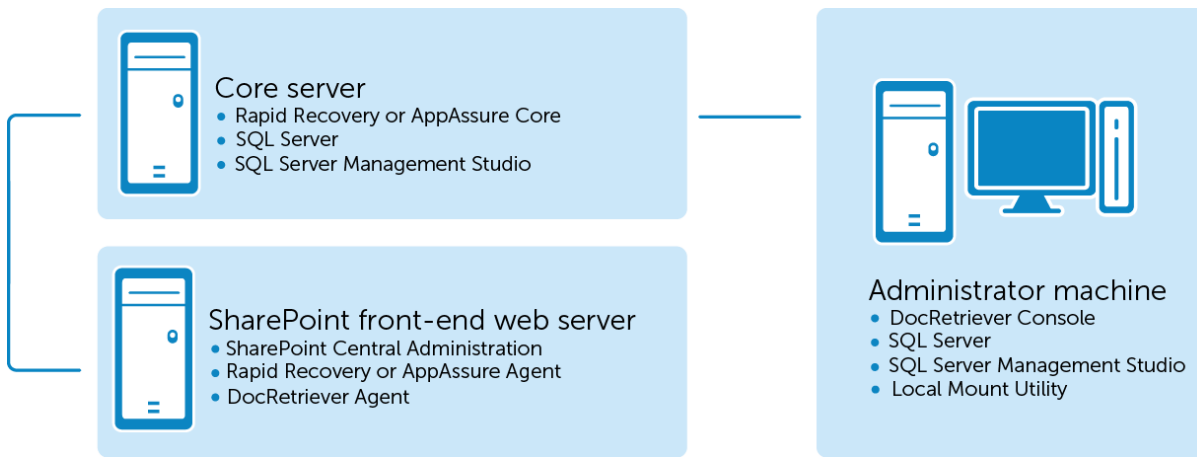 Core server
Rapid Recovery or AppAssure Core
SQL Server
SQL Server Management Studio
SharePoint front-end web server
SharePoint Central Administration
Rapid Recovery or AppAssure Agent
DocRetriever Agent
Administrator machine
DocRetriever Console
SQL Server
SQL Server Management Studio
Local Mount Utility